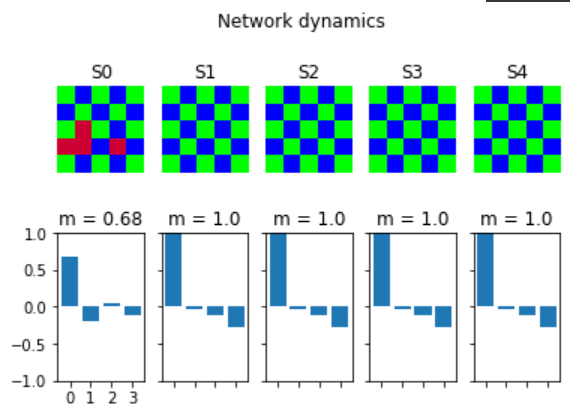 Network dynamics
S0 S1 S2 S3 S4
m = 0.68 m = 1.0 m = 1.0 m = 1.0 m = 1.0
1.0
0.5
0.0
−0.5
−1.0
0 1 2 3